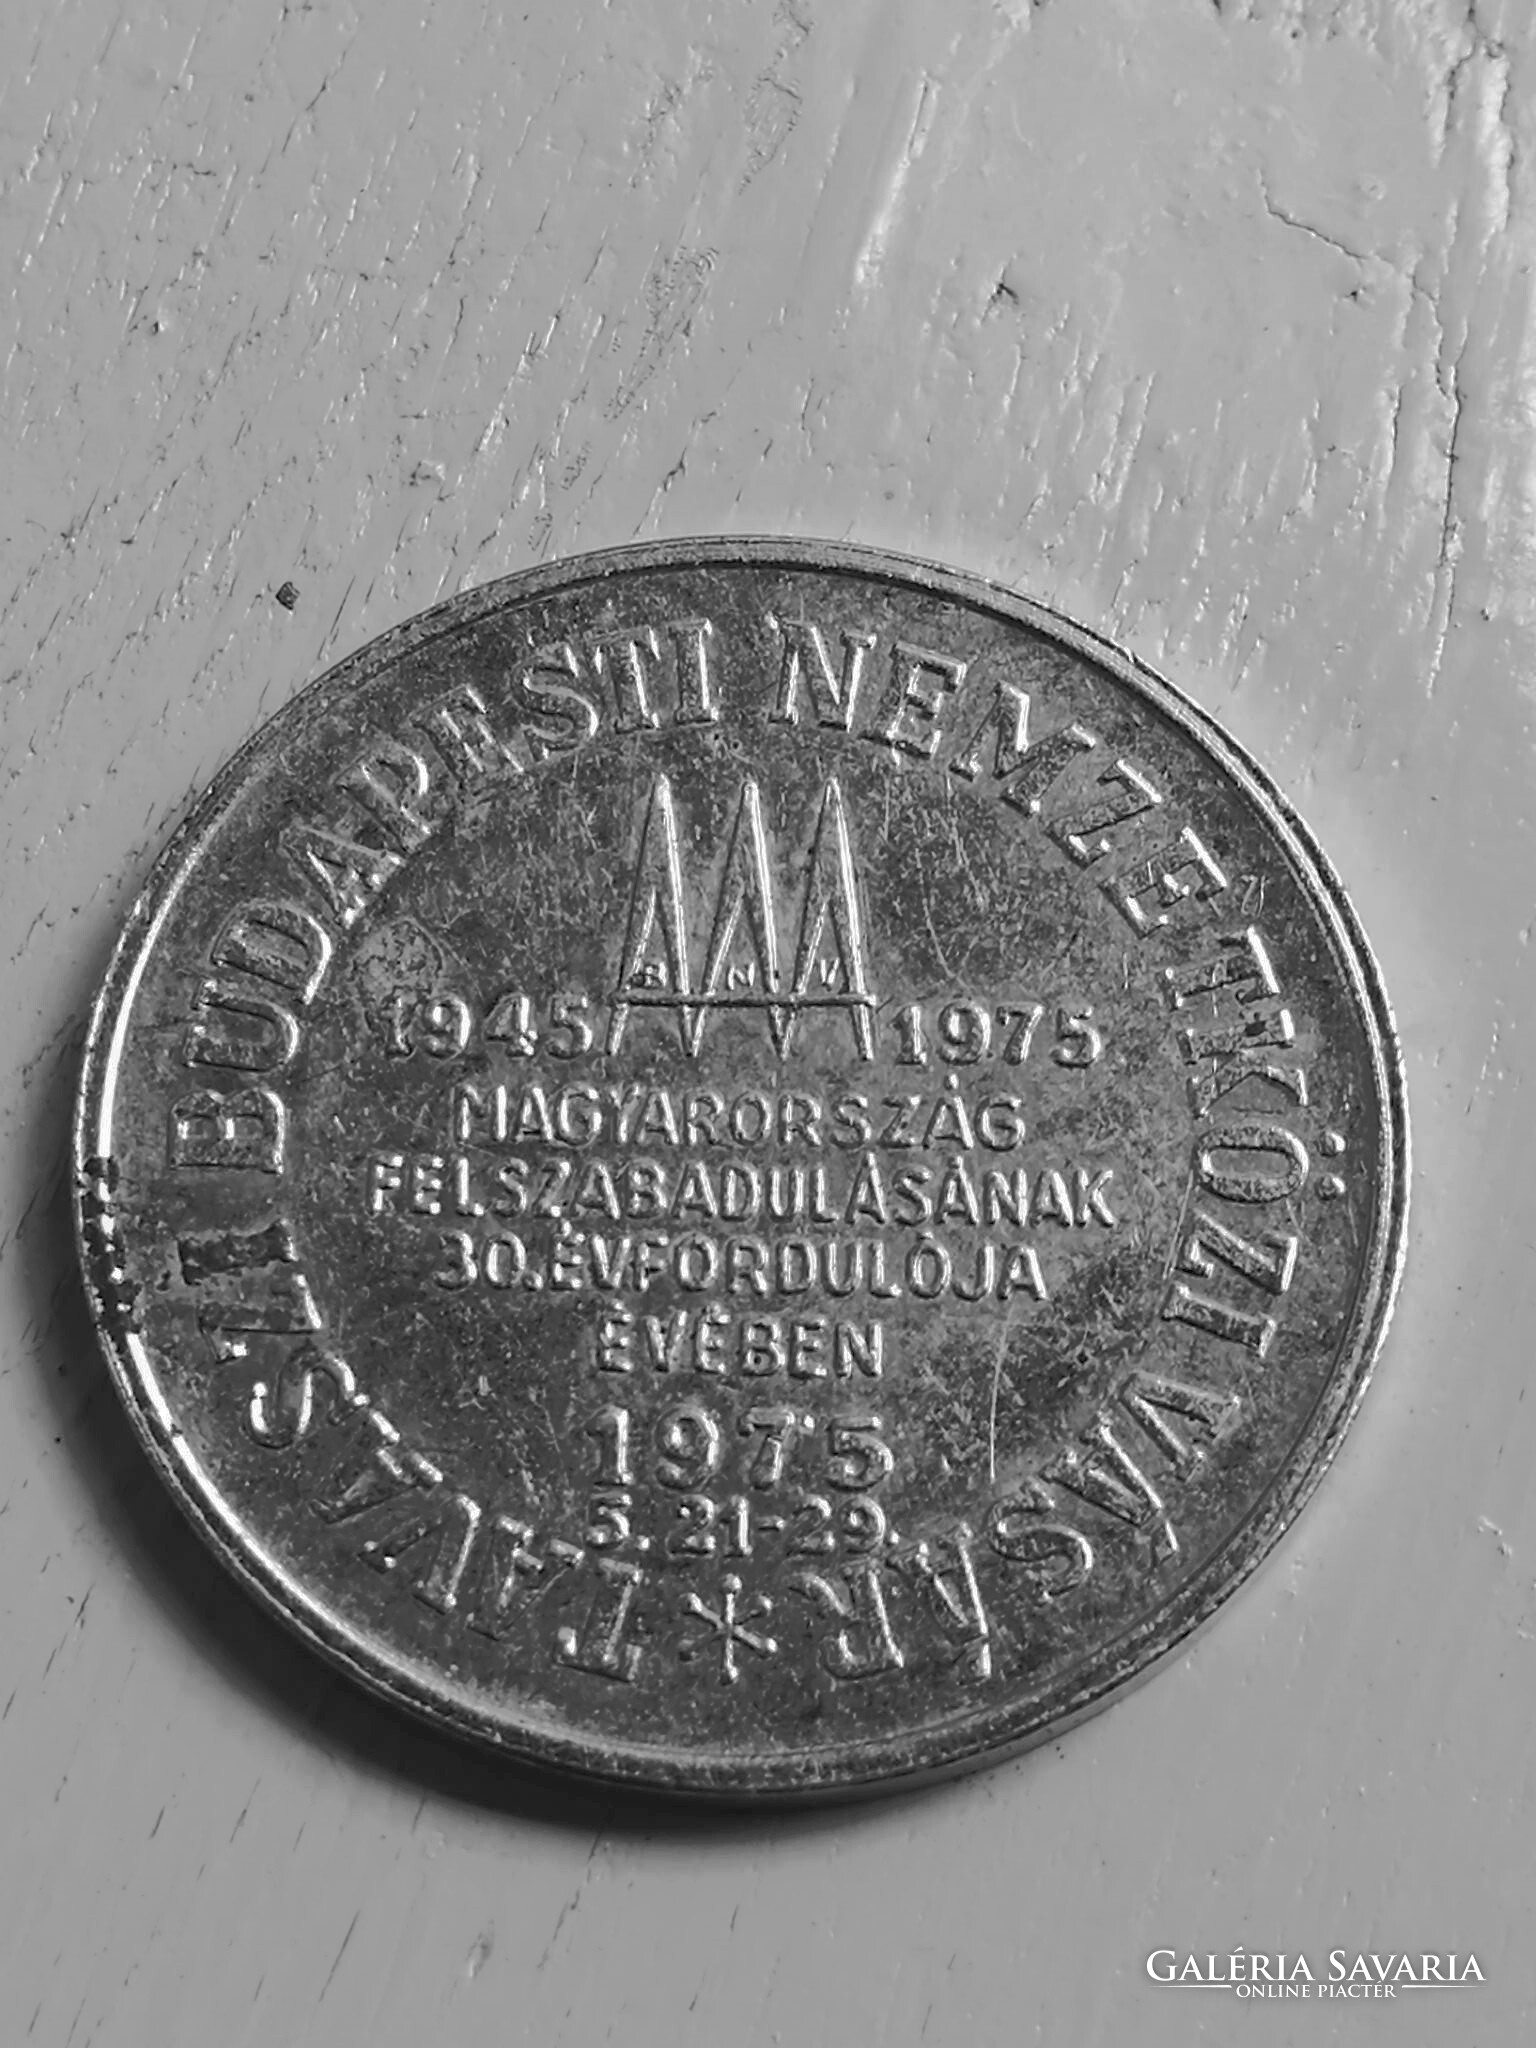 TAVASZI BUDAPESTI NEMZETKÖZI VÁSÁR
B N V
1945 1975
MAGYARORSZÁG
FELSZABADULÁSÁNAK
30. ÉVFORDULÓJA
ÉVÉBEN
1975
5. 21-29.
GALÉRIA SAVARIA
ONLINE PIACTÉR